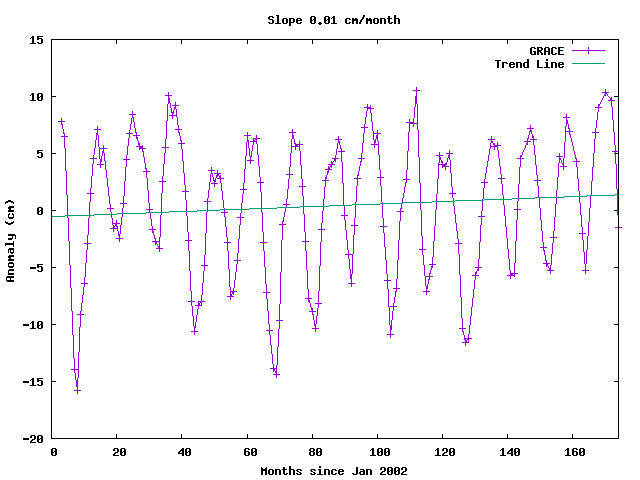 Slope 0.01 cm/month
GRACE
Trend Line
15
10
5
0
-5
-10
-15
-20
Anomaly (cm)
0 20 40 60 80 100 120 140 160
Months since Jan 2002